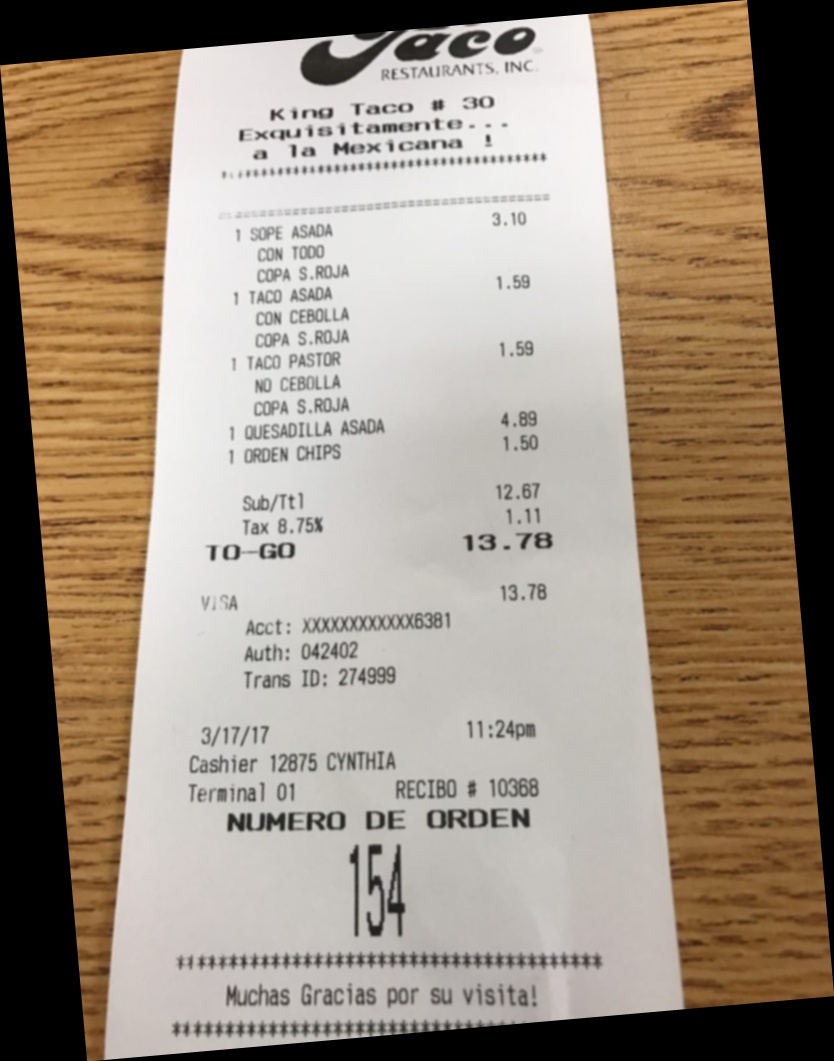 Taco
RESTAURANTS, INC.
King Taco # 30
Exquisitamente...
a la Mexicana !
****************************************
========================================
1 SOPE ASADA 3.10
CON TODO
COPA S.ROJA
1 TACO ASADA 1.59
CON CEBOLLA
COPA S.ROJA
1 TACO PASTOR 1.59
NO CEBOLLA
COPA S.ROJA
1 QUESADILLA ASADA 4.89
1 ORDEN CHIPS 1.50
Sub/Ttl 12.67
Tax 8.75% 1.11
TO-GO 13.78
VISA 13.78
Acct: XXXXXXXXXXXX6381
Auth: 042402
Trans ID: 274999
3/17/17 11:24pm
Cashier 12875 CYNTHIA
Terminal 01 RECIBO # 10368
NUMERO DE ORDEN
154
****************************************
Muchas Gracias por su visita!
****************************************